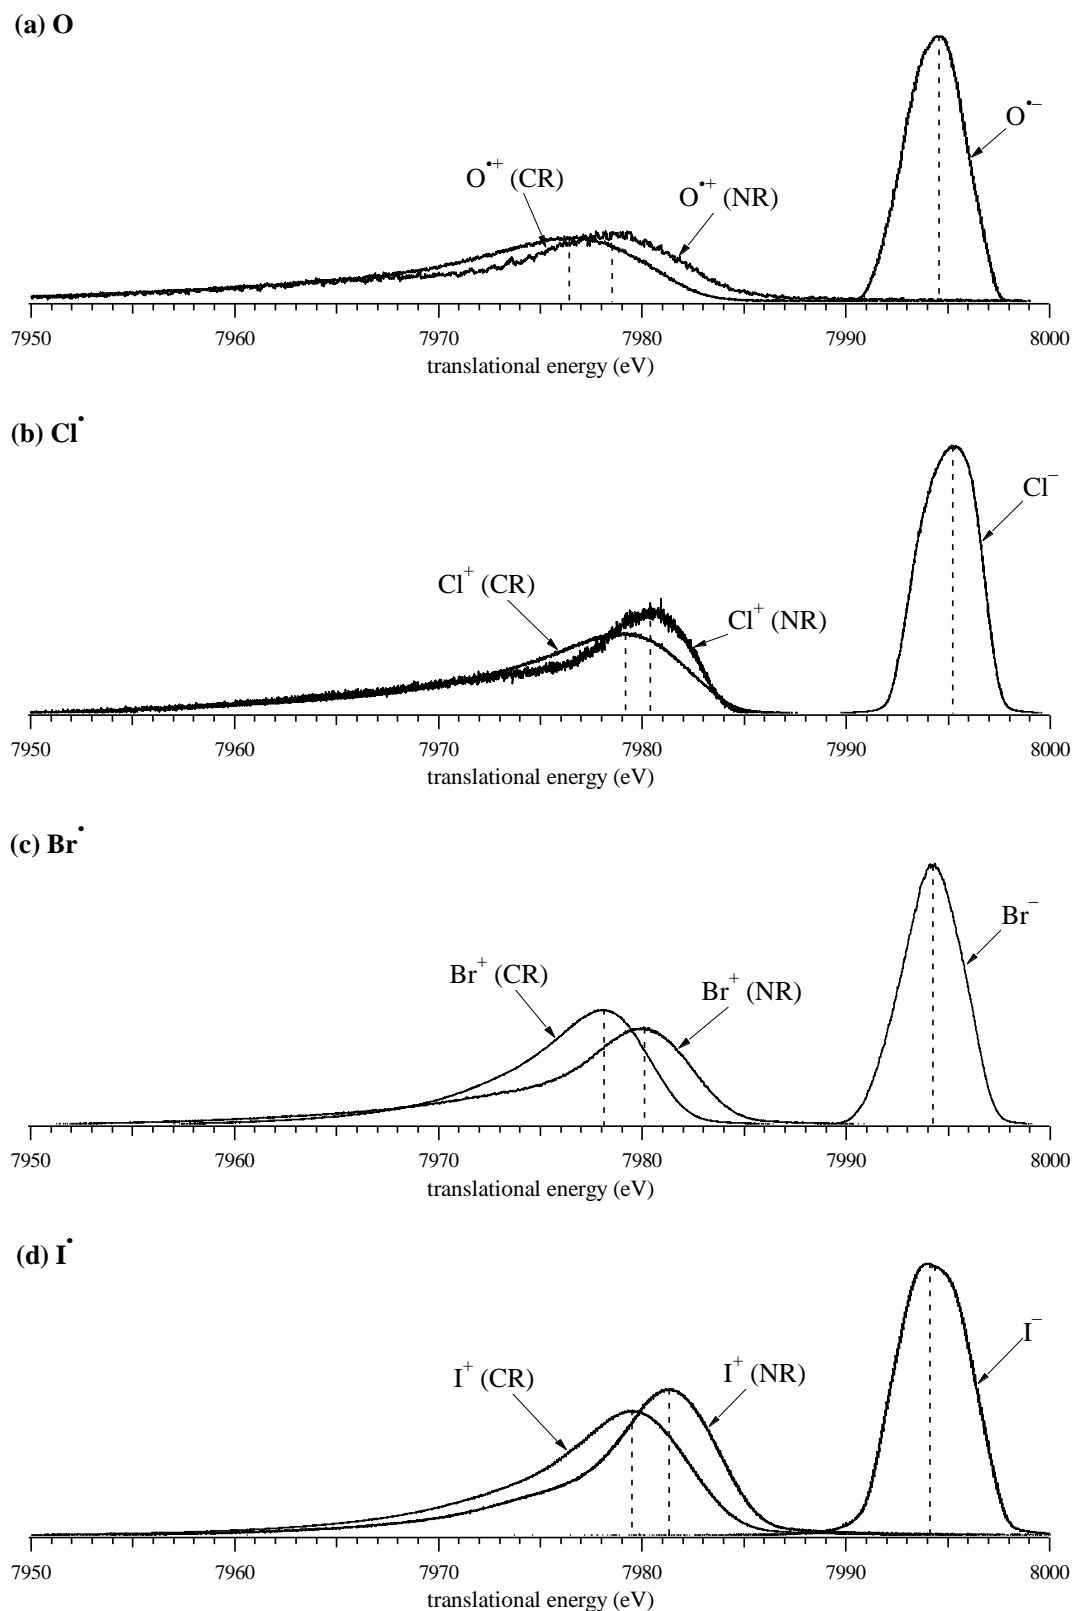 (a) O
O•−
O•+ (CR)
O•+ (NR)
7950 7960 7970 7980 7990 8000
translational energy (eV)
(b) Cl•
Cl−
Cl+ (CR)
Cl+ (NR)
7950 7960 7970 7980 7990 8000
translational energy (eV)
(c) Br•
Br−
Br+ (CR)
Br+ (NR)
7950 7960 7970 7980 7990 8000
translational energy (eV)
(d) I•
I−
I+ (CR)
I+ (NR)
7950 7960 7970 7980 7990 8000
translational energy (eV)